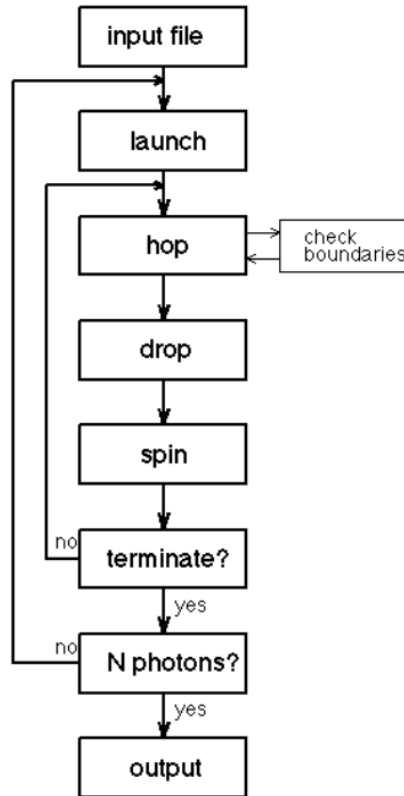 input file
launch
hop
check
boundaries
drop
spin
no
terminate?
yes
no
N photons?
yes
output